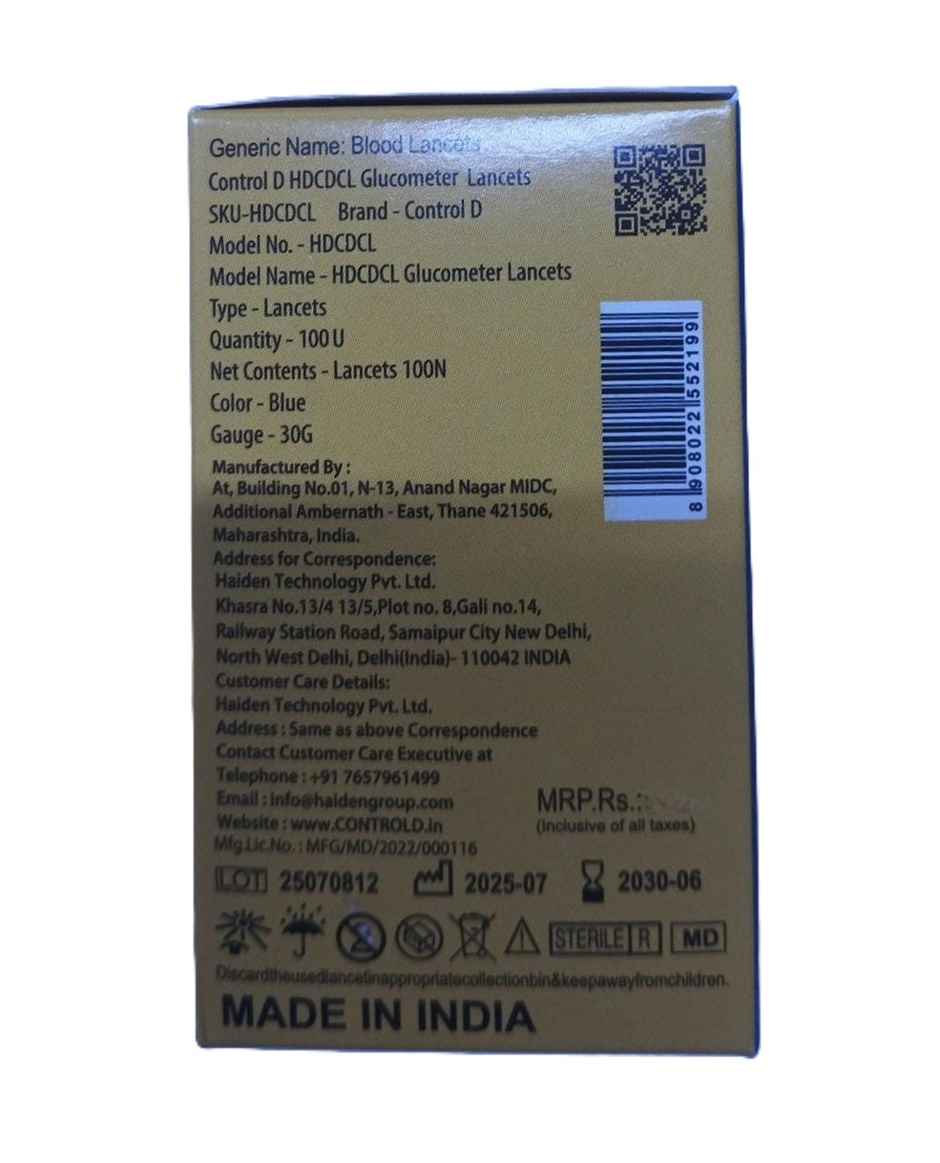 Generic Name: Blood Lancets
Control D HDCDCL Glucometer Lancets
SKU-HDCDCL Brand - Control D
Model No. - HDCDCL
Model Name - HDCDCL Glucometer Lancets
Type - Lancets
Quantity - 100 U
Net Contents - Lancets 100N
Color - Blue
Gauge - 30G
8 908022 552199
Manufactured By :
At, Building No.01, N-13, Anand Nagar MIDC,
Additional Ambernath - East, Thane 421506,
Maharashtra, India.
Address for Correspondence:
Haiden Technology Pvt. Ltd.
Khasra No.13/4 13/5,Plot no. 8,Gali no.14,
Railway Station Road, Samaipur City New Delhi,
North West Delhi, Delhi(India)- 110042 INDIA
Customer Care Details:
Haiden Technology Pvt. Ltd.
Address : Same as above Correspondence
Contact Customer Care Executive at
Telephone : +91 7657961499
Email : info@haidengroup.com
Website : www.CONTROLD.in
Mfg.Lic.No. : MFG/MD/2022/000116
MRP.Rs.:
(Inclusive of all taxes)
LOT 25070812 2025-07 2030-06
STERILE R MD
Discardtheusedlancetinappropriatecollectionbin&keepawayfromchildren.
MADE IN INDIA